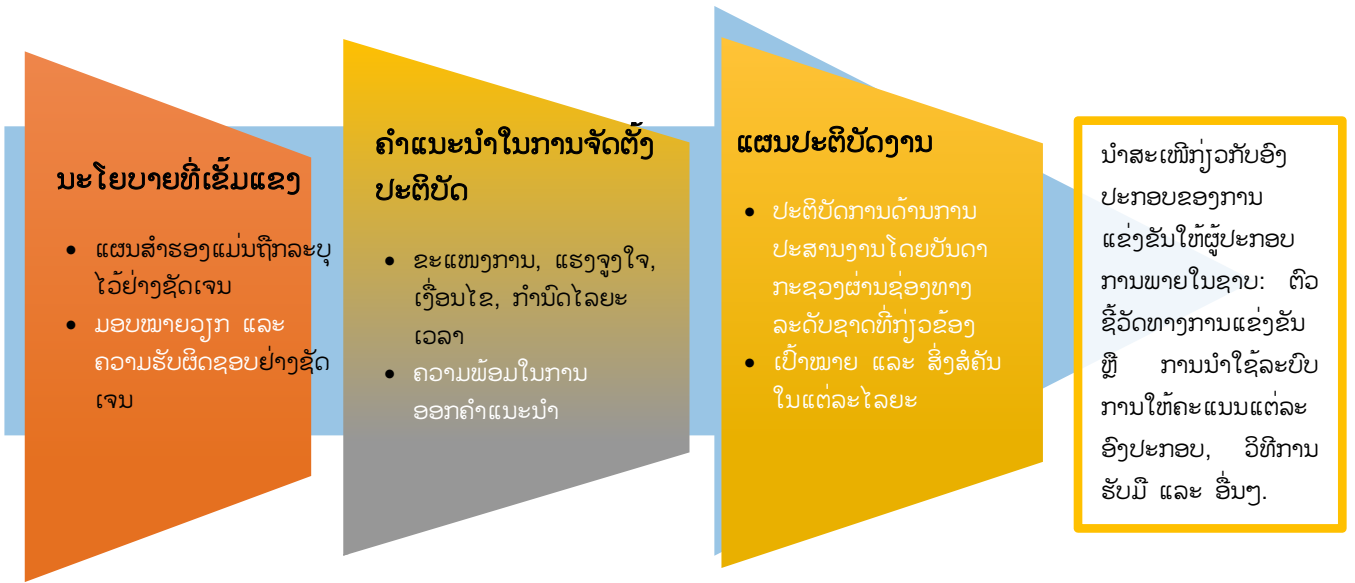 ນະໂຍບາຍທີ່ເຂັ້ມແຂງ
• ແຜນສຳຮອງແມ່ນຖືກລະບຸ
ໄວ້ຢ່າງຊັດເຈນ
• ມອບໝາຍວຽກ ແລະ
ຄວາມຮັບຜິດຊອບຢ່າງຊັດ
ເຈນ
ຄຳແນະນຳໃນການຈັດຕັ້ງ
ປະຕິບັດ
• ຂະແໜງການ, ແຮງຈູງໃຈ,
ເງື່ອນໄຂ, ກຳນົດໄລຍະ
ເວລາ
• ຄວາມພ້ອມໃນການ
ອອກຄຳແນະນຳ
ແຜນປະຕິບັດງານ
• ປະຕິບັດການດ້ານການ
ປະສານງານໂດຍບັນດາ
ກະຊວງຜ່ານຊ່ອງທາງ
ລະດັບຊາດທີ່ກ່ຽວຂ້ອງ
• ເປົ້າໝາຍ ແລະ ສິ່ງສໍຄັນ
ໃນແຕ່ລະໄລຍະ
ນຳສະເໜີກ່ຽວກັບອົງ
ປະກອບຂອງການ
ແຂ່ງຂັນໃຫ້ຜູ້ປະກອບ
ການພາຍໃນຊາບ: ຕົວ
ຊີ້ວັດທາງການແຂ່ງຂັນ
ຫຼື ການນຳໃຊ້ລະບົບ
ການໃຫ້ຄະແນນແຕ່ລະ
ອົງປະກອບ, ວິທີການ
ຮັບມື ແລະ ອື່ນໆ.